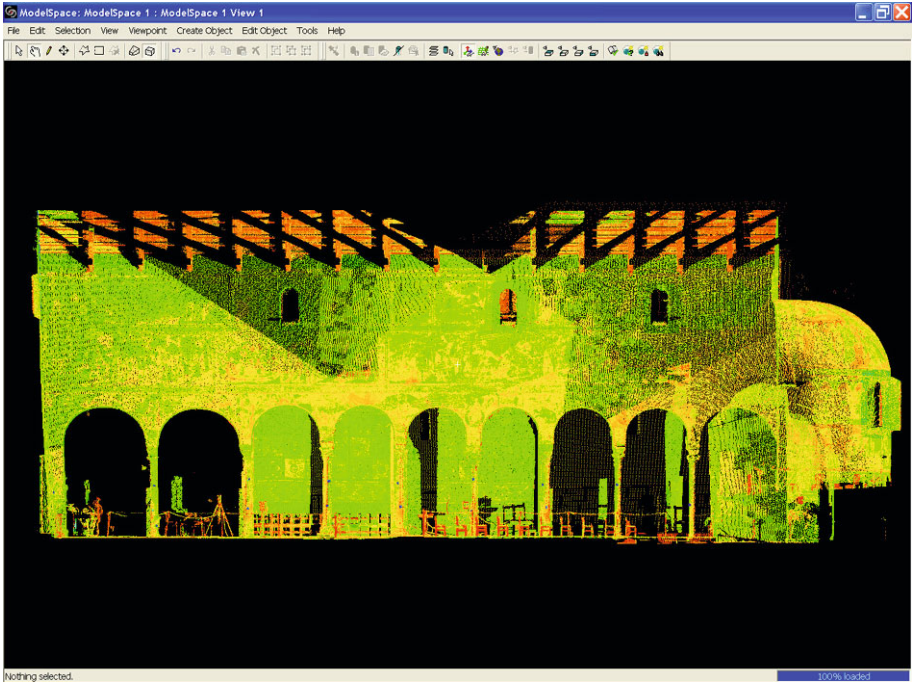 ModelSpace: ModelSpace 1 : ModelSpace 1 View 1
File Edit Selection View Viewpoint Create Object Edit Object Tools Help
Nothing selected.
100% loaded